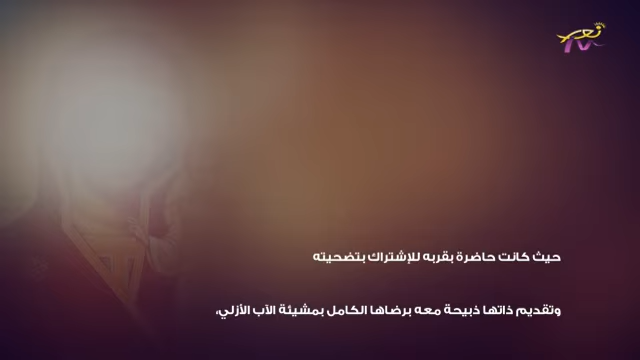 حيث كانت حاضرة بقربه للإشتراك بتضحيته
وتقديم ذاتها ذبيحة معه برضاها الكامل بمشيئة الآب الأزلي،